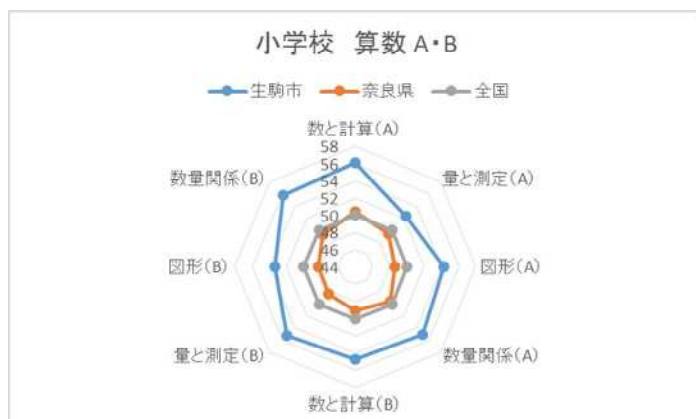 小学校 算数 A・B
生駒市 奈良県 全国
数と計算(A)
量と測定(A)
図形(A)
数量関係(A)
数と計算(B)
量と測定(B)
図形(B)
数量関係(B)
58
56
54
52
50
48
46
44